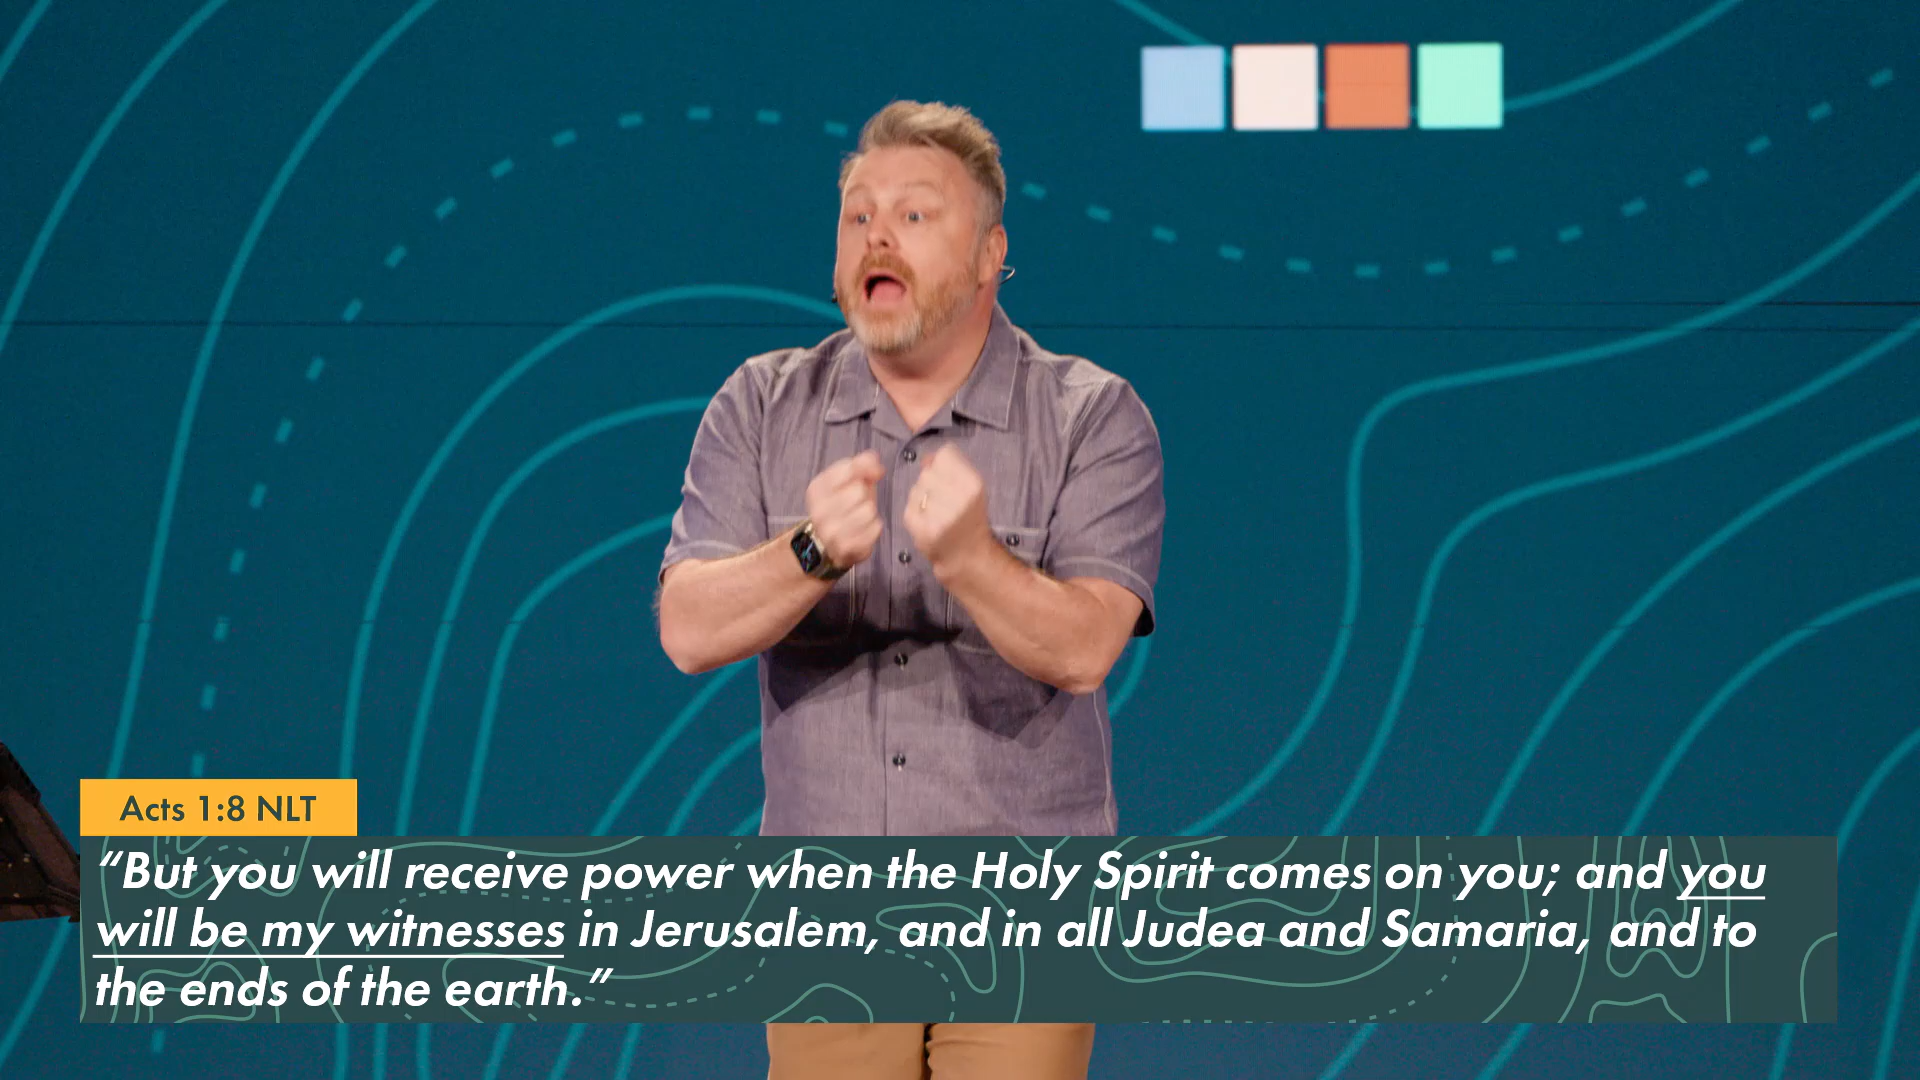 Acts 1:8 NLT
“But you will receive power when the Holy Spirit comes on you; and you
will be my witnesses in Jerusalem, and in all Judea and Samaria, and to
the ends of the earth.”